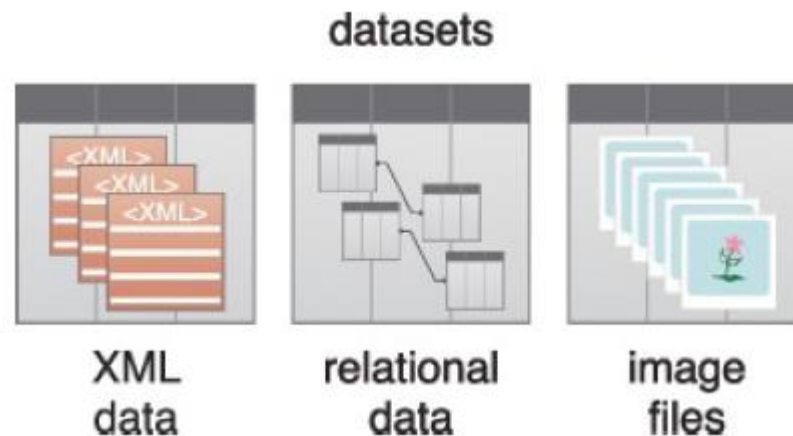 datasets
<XML>
<XML>
<XML>
XML
data
relational
data
image
files